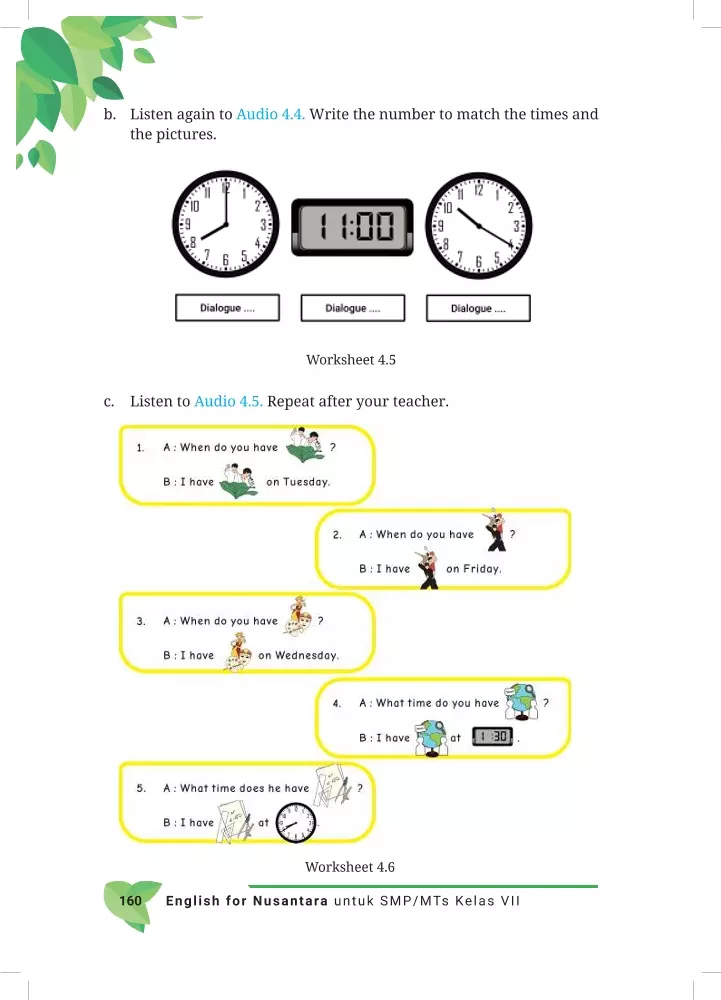 b. Listen again to Audio 4.4. Write the number to match the times and
the pictures.
12 1 2 3 4 5 6 7 8 9 10 11
11:00
12 1 2 3 4 5 6 7 8 9 10 11
Dialogue .... Dialogue .... Dialogue ....
Worksheet 4.5
c. Listen to Audio 4.5. Repeat after your teacher.
1. A : When do you have ?
B : I have on Tuesday.
2. A : When do you have ?
B : I have on Friday.
3. A : When do you have ?
B : I have on Wednesday.
4. A : What time do you have ?
B : I have at 11:30 .
5. A : What time does he have ?
B : I have at .
Worksheet 4.6
160 English for Nusantara untuk SMP/MTs Kelas VII